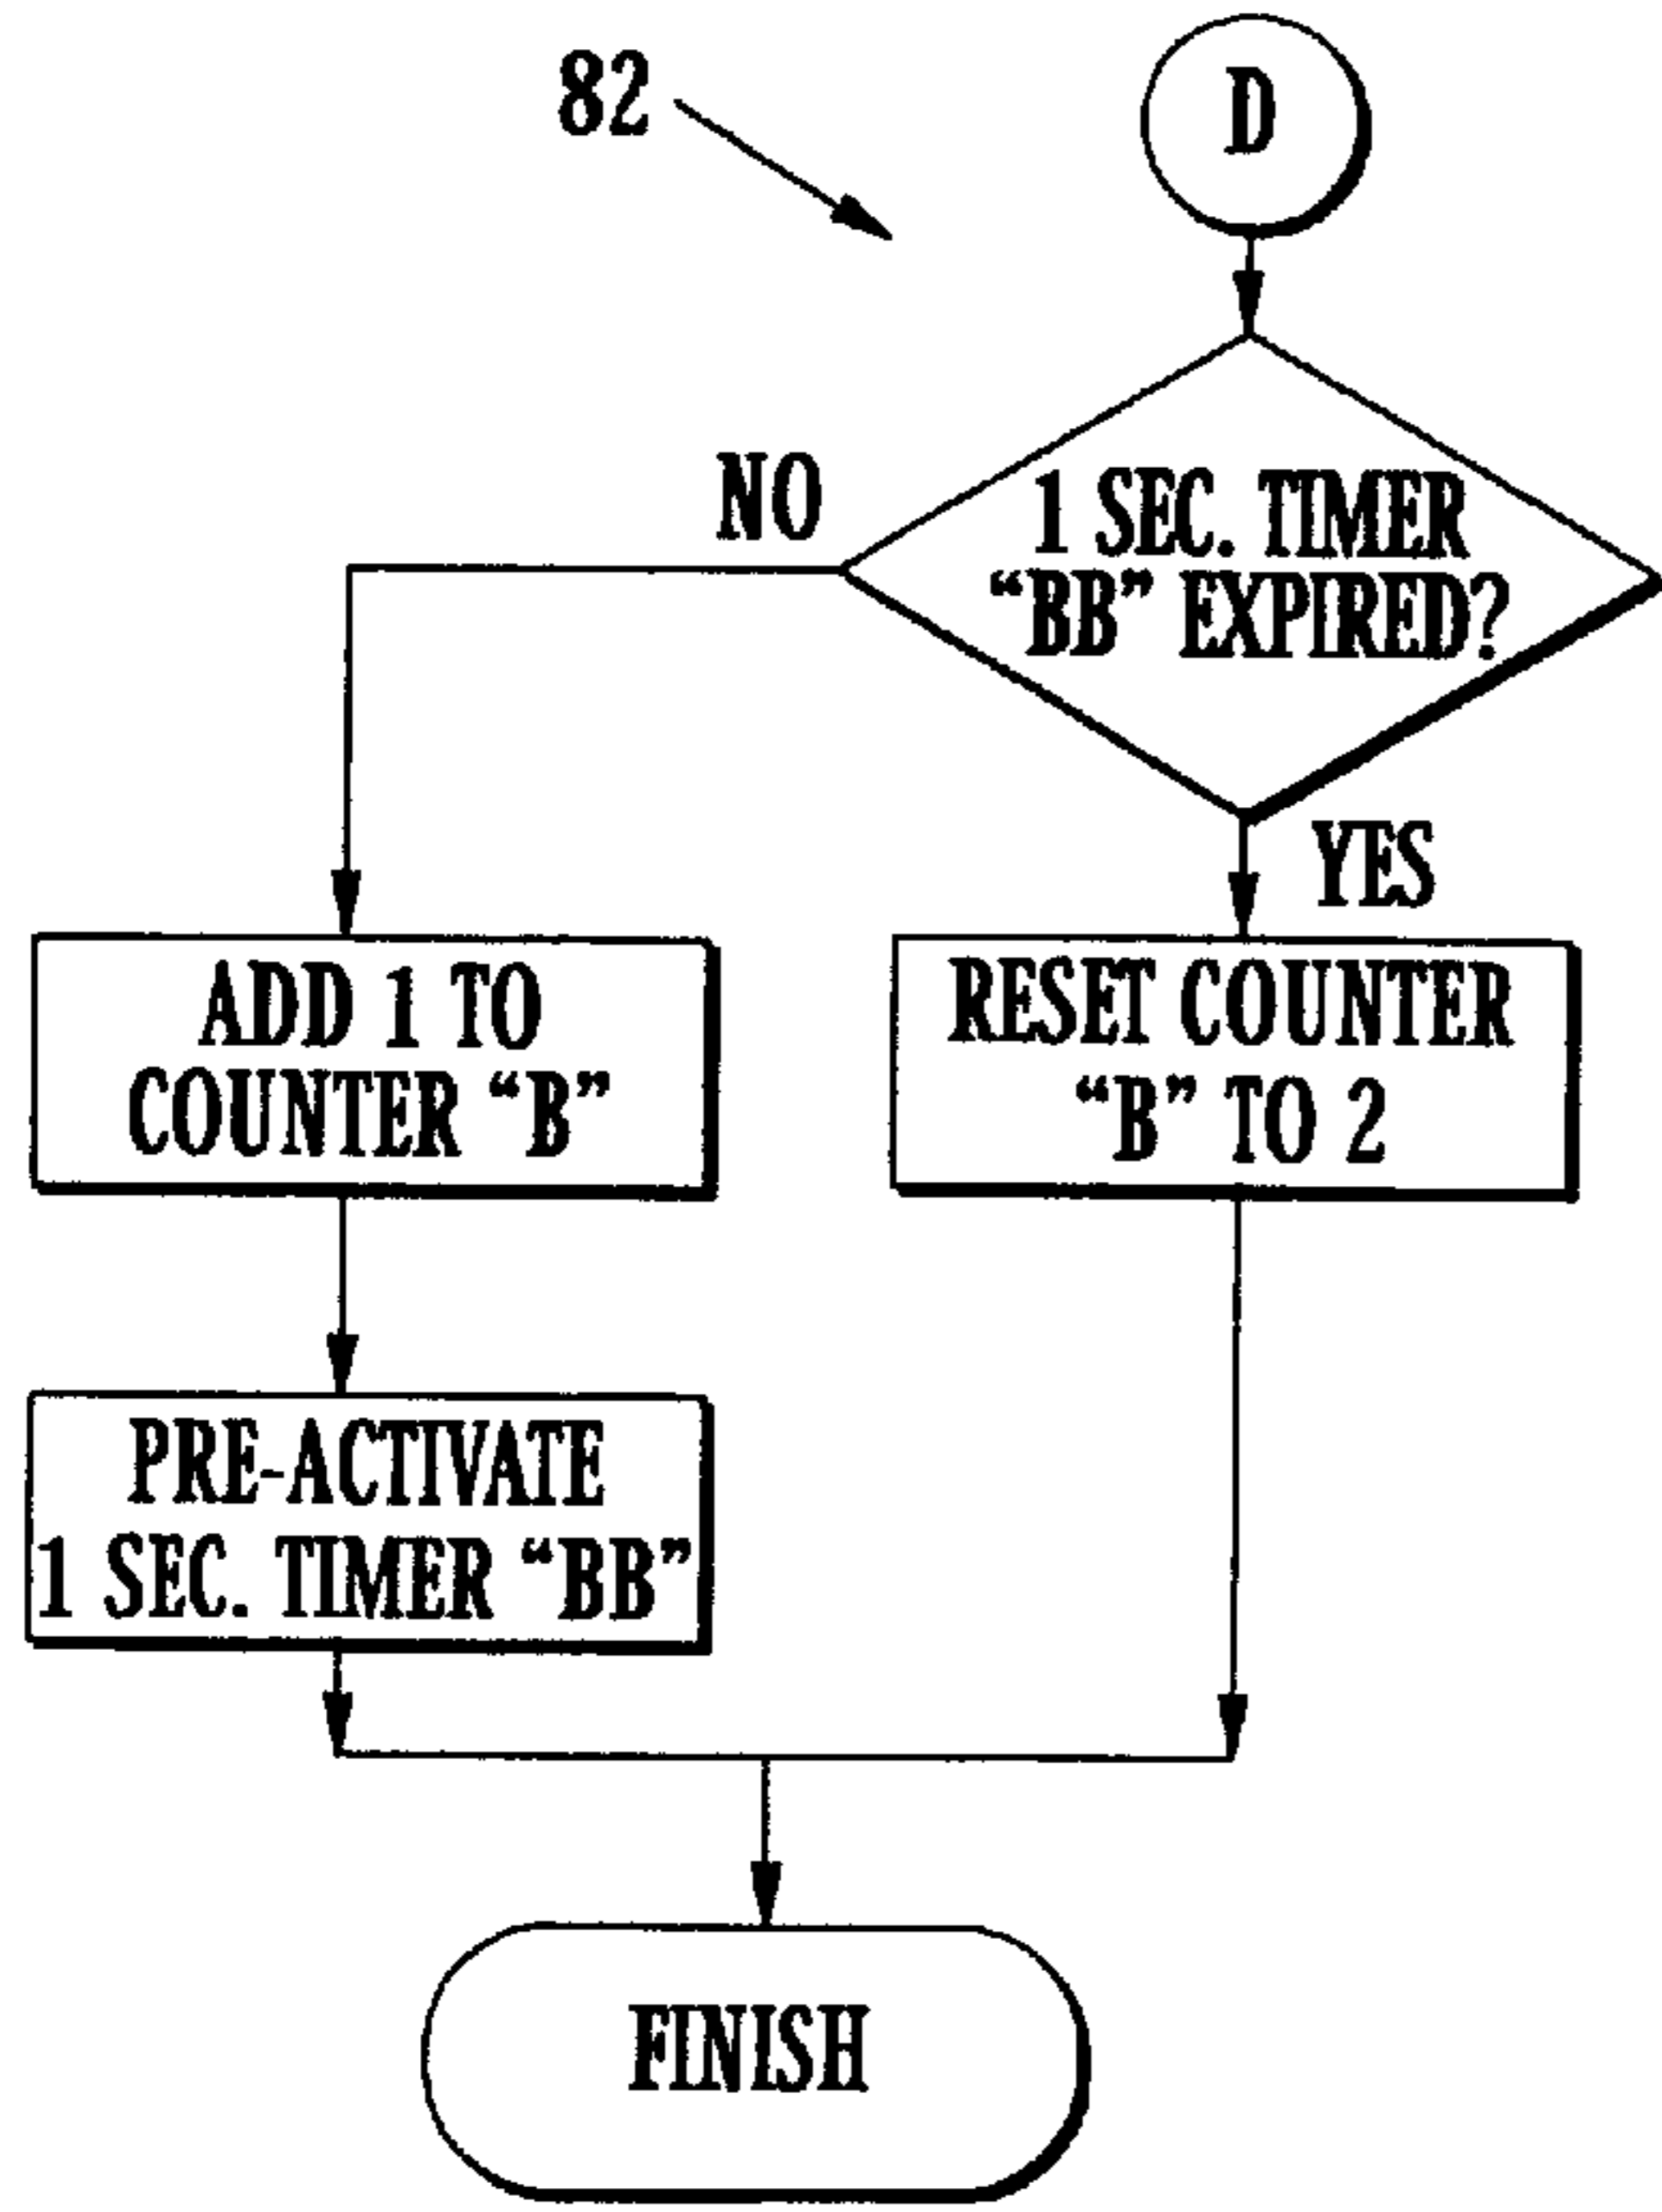 82
D
NO
1 SEC. TIMER
“BB” EXPIRED?
YES
ADD 1 TO
COUNTER “B”
RESET COUNTER
“B” TO 2
PRE-ACTIVATE
1 SEC. TIMER “BB”
FINISH